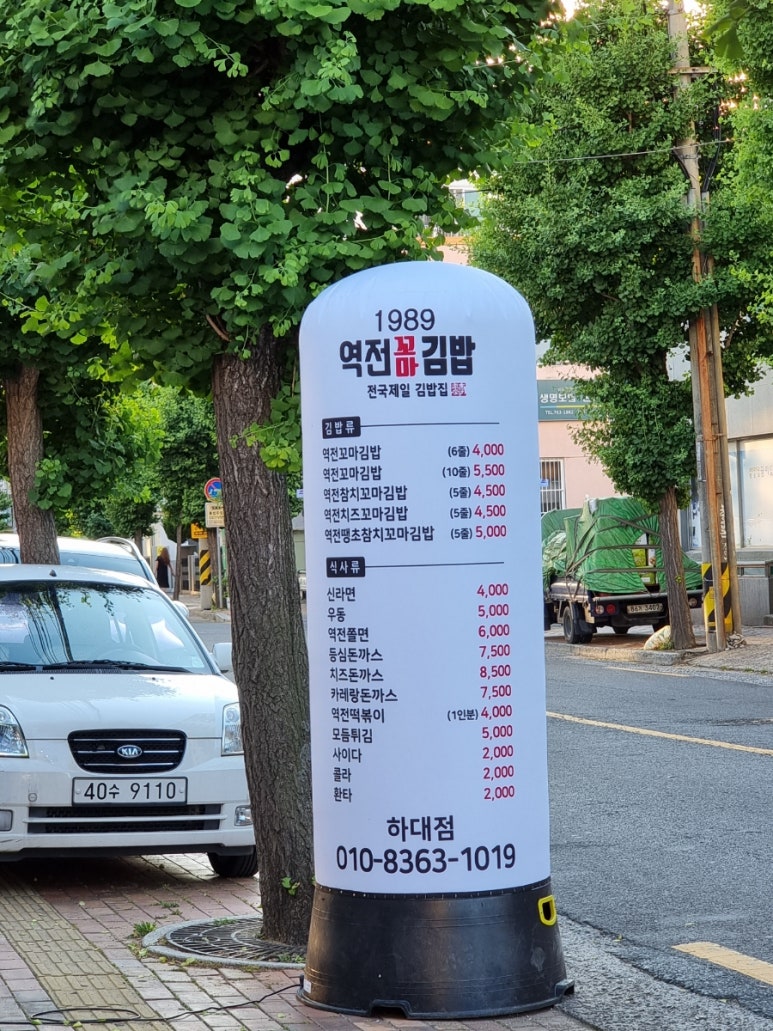 1989
역전꼬마김밥
전국제일 김밥집
김밥류
역전꼬마김밥 (6줄) 4,000
역전꼬마김밥 (10줄) 5,500
역전참치꼬마김밥 (5줄) 4,500
역전치즈꼬마김밥 (5줄) 4,500
역전땡초참치꼬마김밥 (5줄) 5,000
식사류
신라면 4,000
우동 5,000
역전쫄면 6,000
등심돈까스 7,500
치즈돈까스 8,500
카레랑돈까스 7,500
역전떡볶이 (1인분) 4,000
모듬튀김 5,000
사이다 2,000
콜라 2,000
환타 2,000
하대점
010-8363-1019
KIA
40수 9110
생명보험